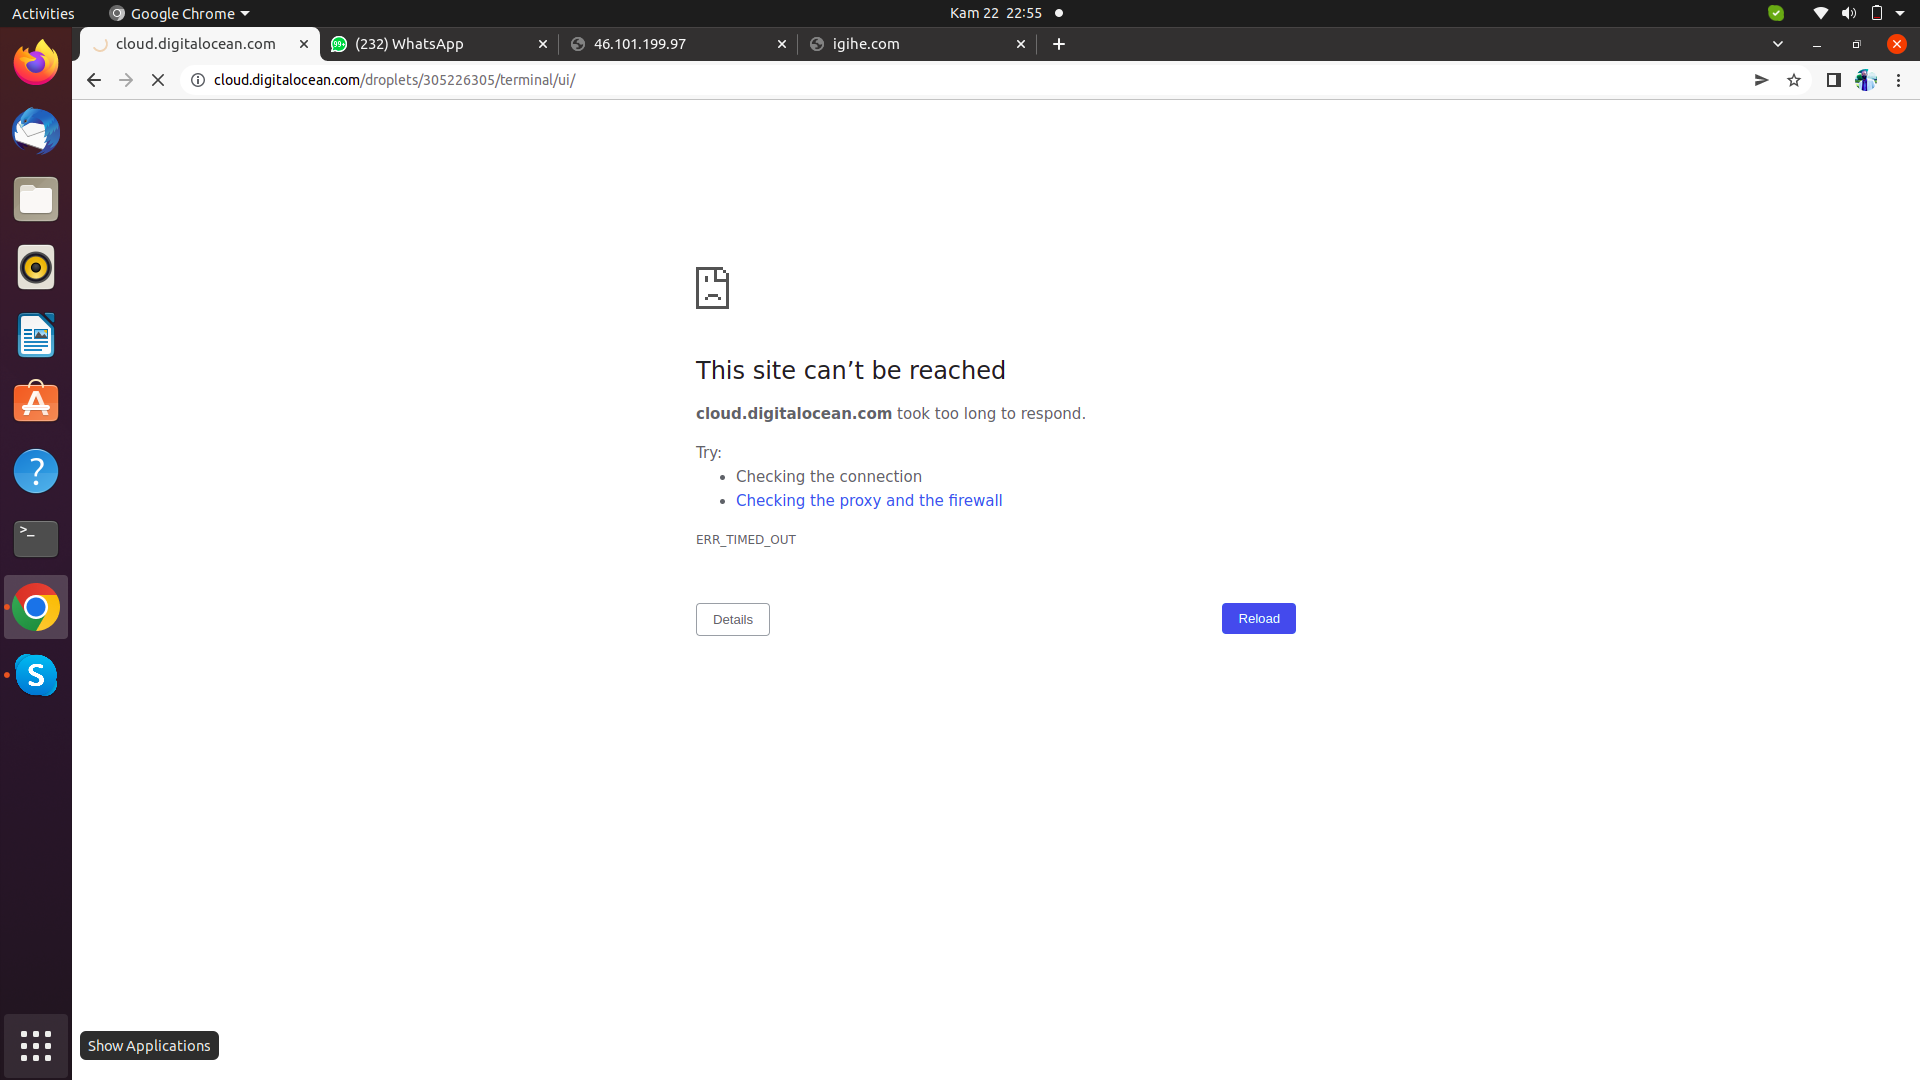 Activities
Google Chrome
Kam 22 22:55
cloud.digitalocean.com
99+
(232) WhatsApp
46.101.199.97
igihe.com
cloud.digitalocean.com/droplets/305226305/terminal/ui/
This site can’t be reached
cloud.digitalocean.com took too long to respond.
Try:
• Checking the connection
• Checking the proxy and the firewall
ERR_TIMED_OUT
Details
Reload
Show Applications